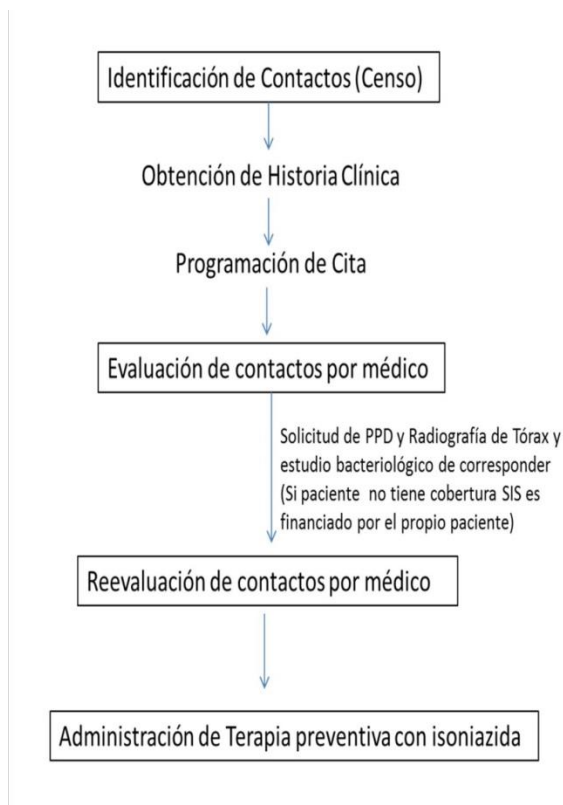 Identificación de Contactos (Censo)
Obtención de Historia Clínica
Programación de Cita
Evaluación de contactos por médico
Solicitud de PPD y Radiografía de Tórax y
estudio bacteriológico de corresponder
(Si paciente no tiene cobertura SIS es
financiado por el propio paciente)
Reevaluación de contactos por médico
Administración de Terapia preventiva con isoniazida